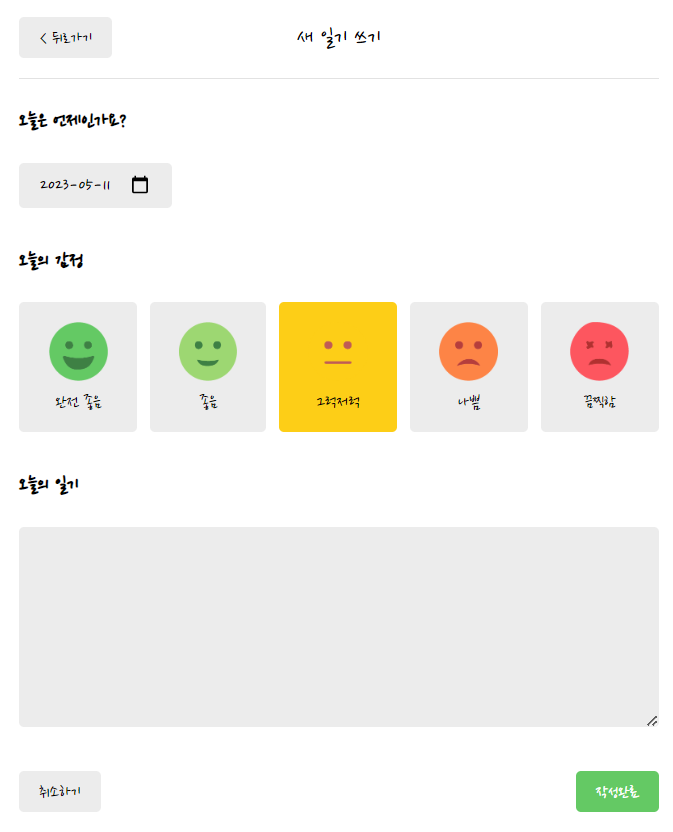 < 뒤로가기
새 일기 쓰기
오늘은 언제인가요?
2023-05-11
오늘의 감정
완전 좋음
좋음
그럭저럭
나쁨
끔찍함
오늘의 일기
취소하기
작성완료